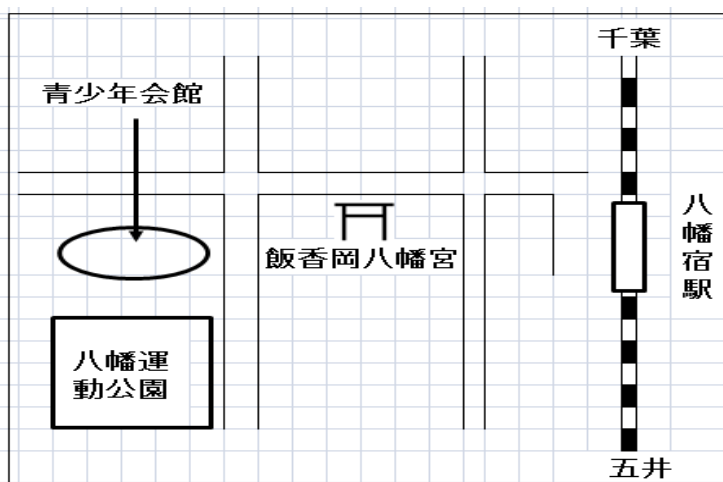 千葉
青少年会館
八幡宿駅
飯香岡八幡宮
八幡運
動公園
五井